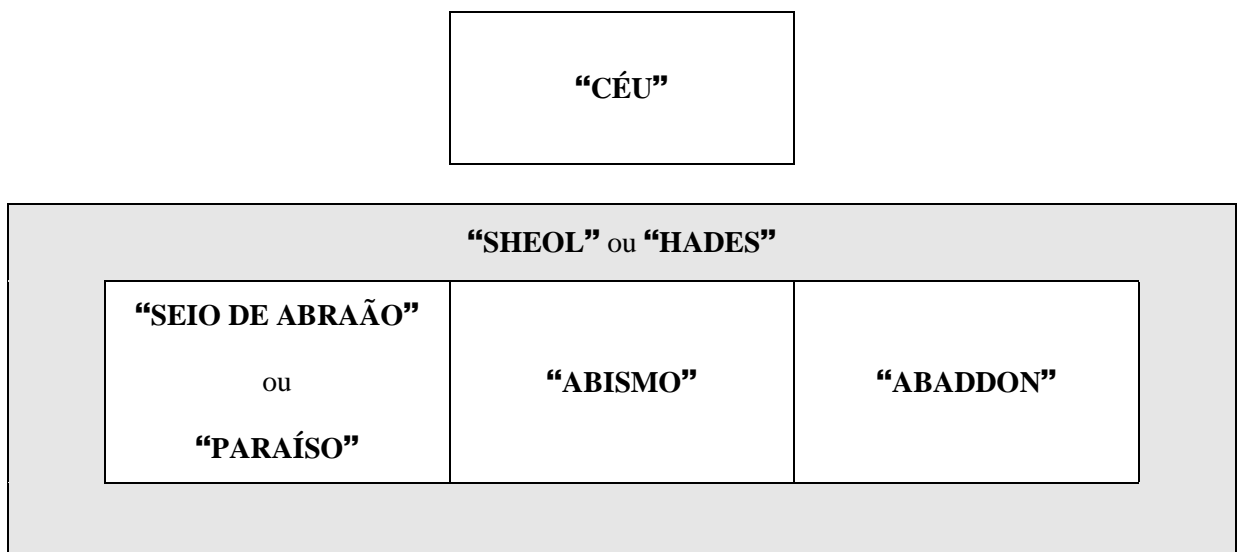 “CÉU”
“SHEOL” ou “HADES”
“SEIO DE ABRAÃO”
ou
“PARAÍSO”
“ABISMO”
“ABADDON”